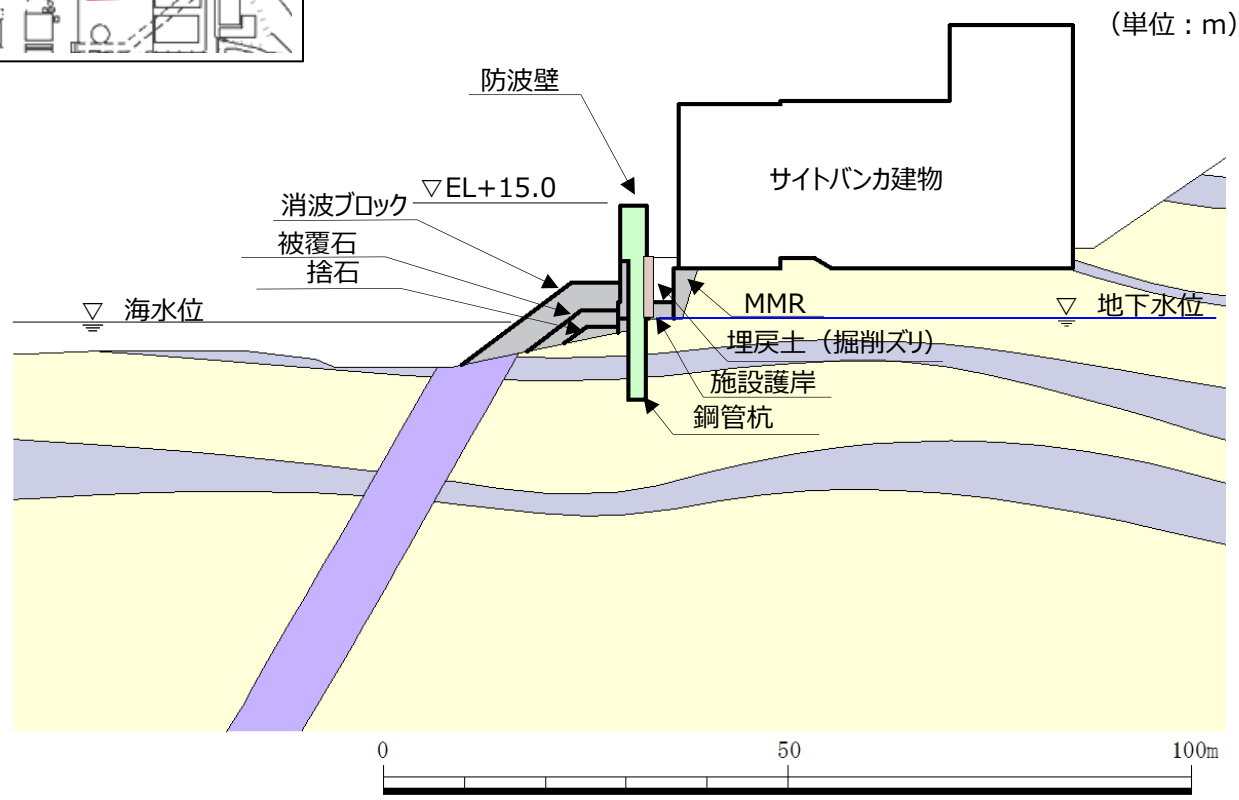 （単位：m）
防波壁
▽EL+15.0
サイトバンカ建物
消波ブロック
被覆石
捨石
▽ 海水位
MMR
▽ 地下水位
埋戻土（掘削ズリ）
施設護岸
鋼管杭
0 50 100m